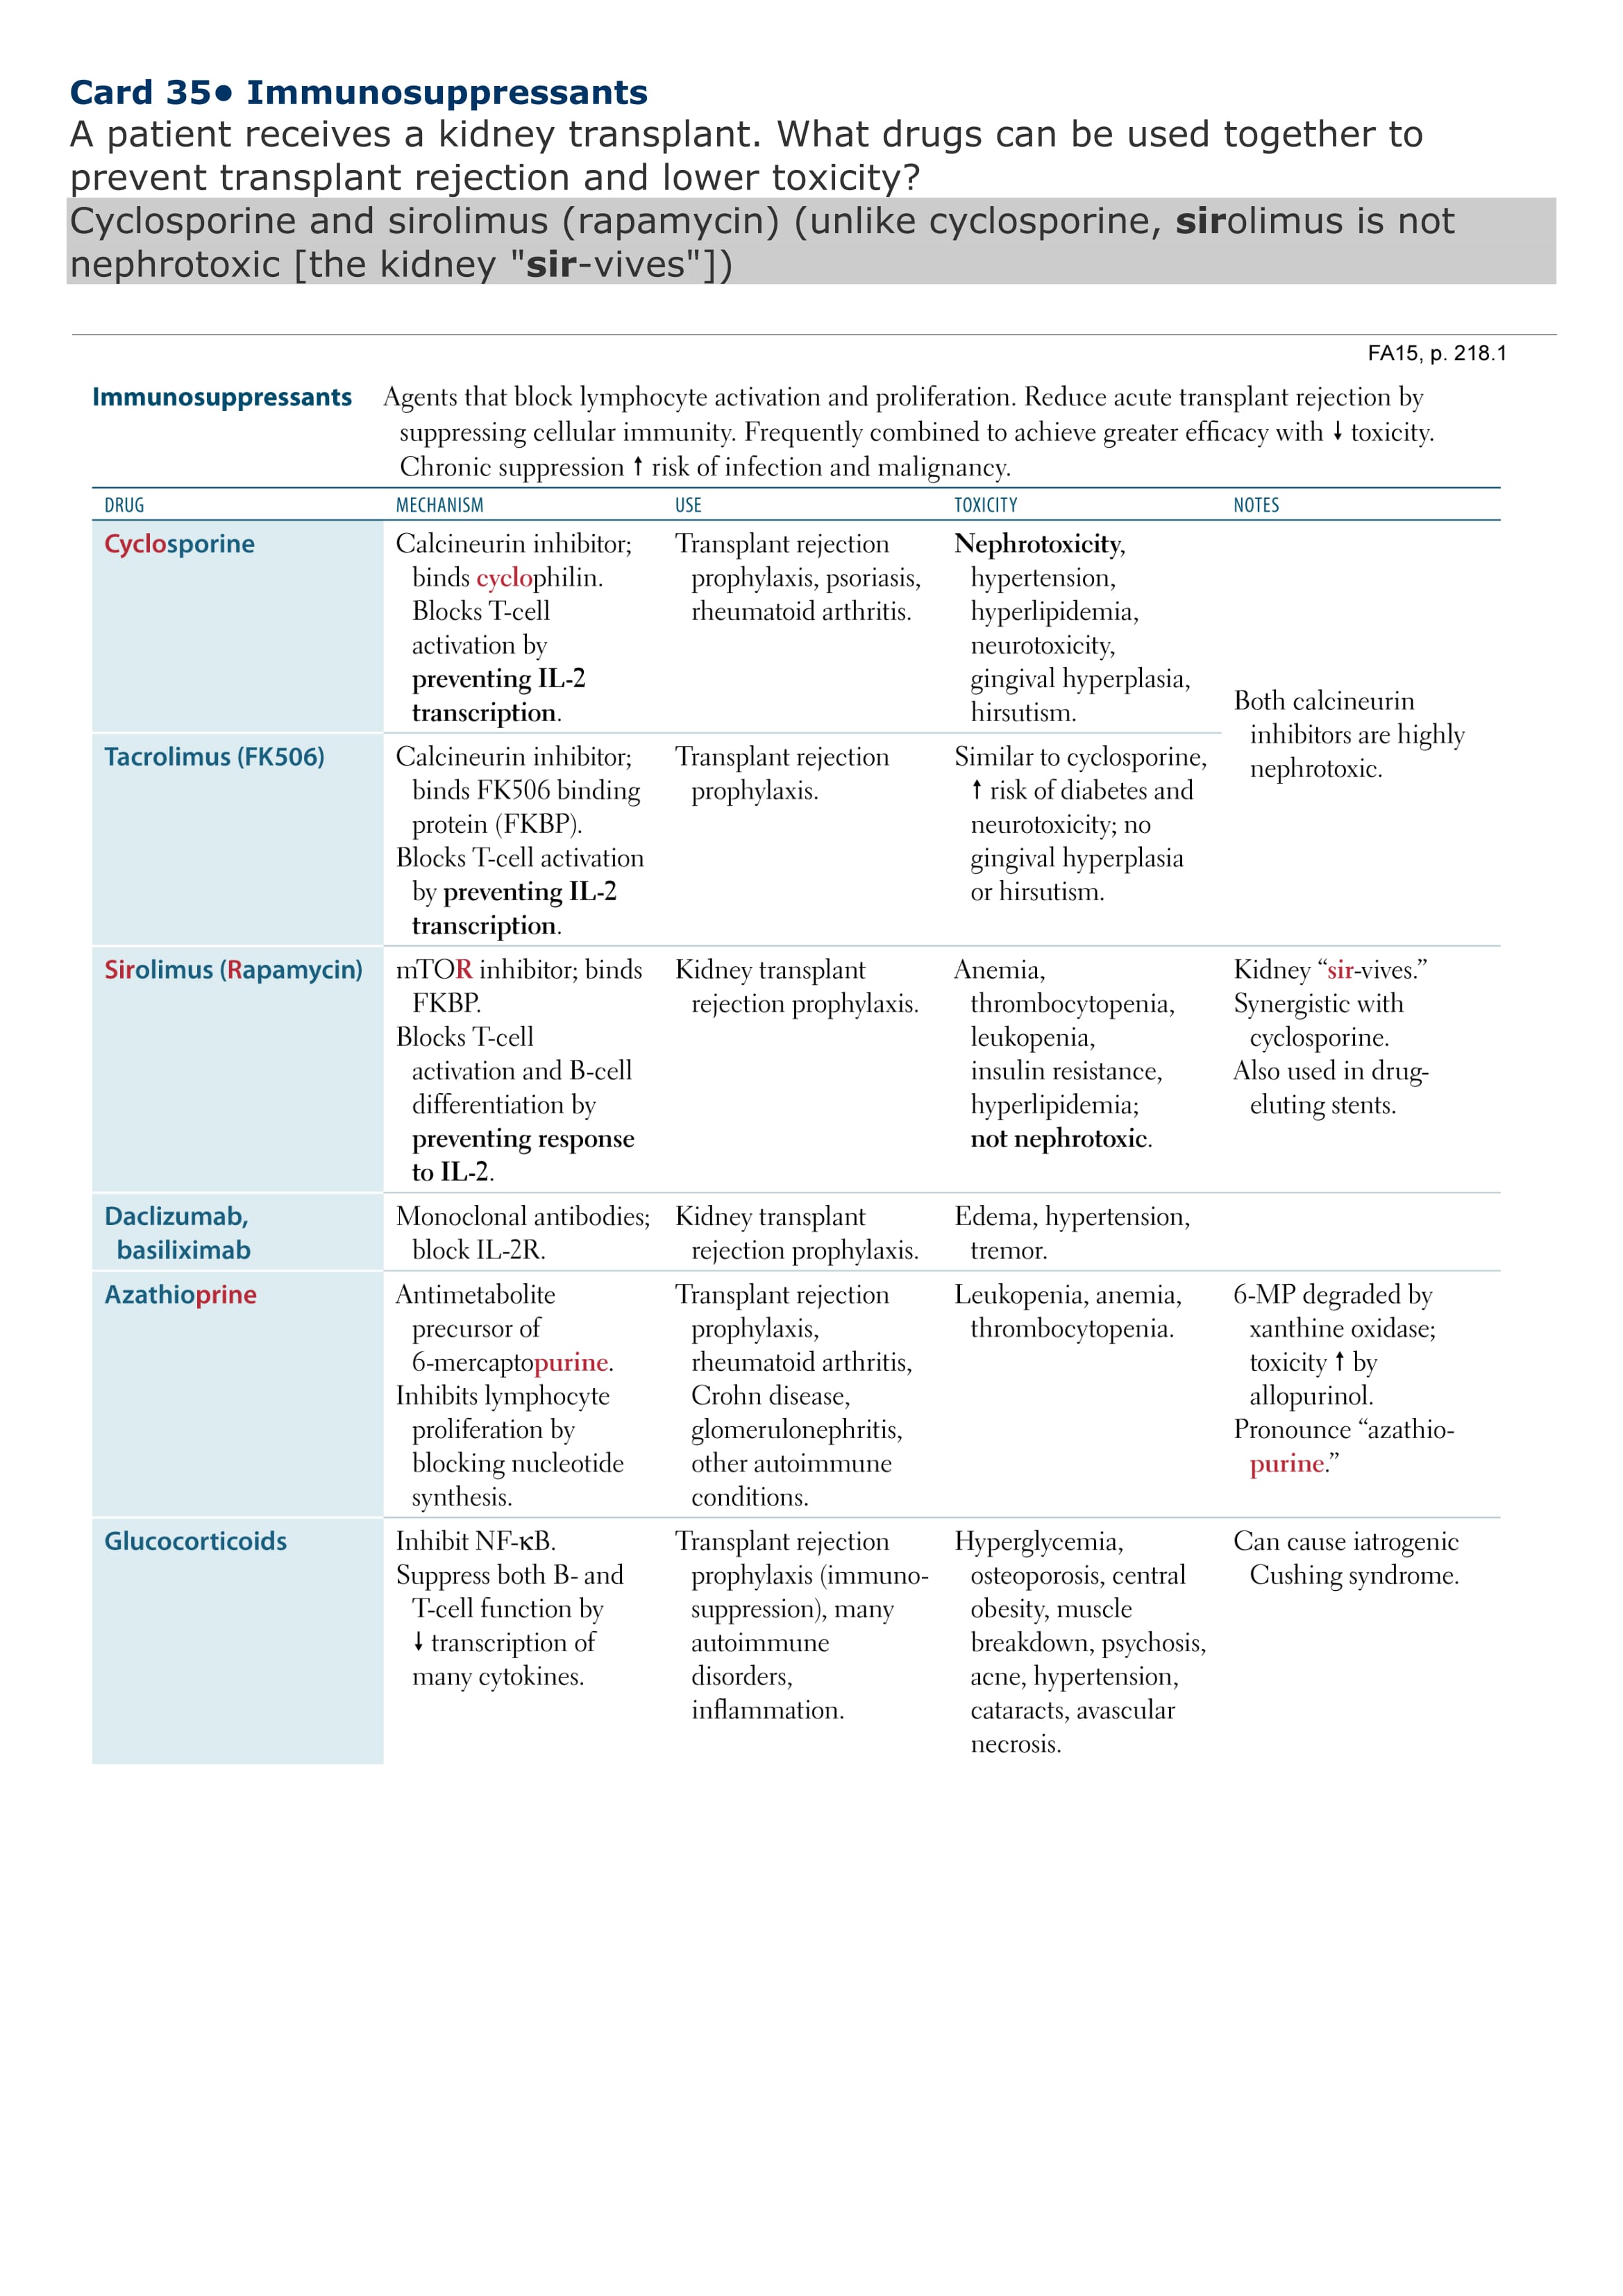 Card 35● Immunosuppressants
A patient receives a kidney transplant. What drugs can be used together to
prevent transplant rejection and lower toxicity?
Cyclosporine and sirolimus (rapamycin) (unlike cyclosporine, sirolimus is not
nephrotoxic [the kidney "sir-vives"])
FA15, p. 218.1
Immunosuppressants Agents that block lymphocyte activation and proliferation. Reduce acute transplant rejection by
suppressing cellular immunity. Frequently combined to achieve greater efficacy with ↓ toxicity.
Chronic suppression ↑ risk of infection and malignancy.
DRUG MECHANISM USE TOXICITY NOTES
Cyclosporine
Calcineurin inhibitor;
binds cyclophilin.
Blocks T-cell
activation by
preventing IL-2
transcription.
Transplant rejection
prophylaxis, psoriasis,
rheumatoid arthritis.
Nephrotoxicity,
hypertension,
hyperlipidemia,
neurotoxicity,
gingival hyperplasia,
hirsutism.
Both calcineurin
inhibitors are highly
nephrotoxic.
Tacrolimus (FK506)
Calcineurin inhibitor;
binds FK506 binding
protein (FKBP).
Blocks T-cell activation
by preventing IL-2
transcription.
Transplant rejection
prophylaxis.
Similar to cyclosporine,
↑ risk of diabetes and
neurotoxicity; no
gingival hyperplasia
or hirsutism.
Sirolimus (Rapamycin)
mTOR inhibitor; binds
FKBP.
Blocks T-cell
activation and B-cell
differentiation by
preventing response
to IL-2.
Kidney transplant
rejection prophylaxis.
Anemia,
thrombocytopenia,
leukopenia,
insulin resistance,
hyperlipidemia;
not nephrotoxic.
Kidney “sir-vives.”
Synergistic with
cyclosporine.
Also used in drug-
eluting stents.
Daclizumab,
basiliximab
Monoclonal antibodies;
block IL-2R.
Kidney transplant
rejection prophylaxis.
Edema, hypertension,
tremor.
Azathioprine
Antimetabolite
precursor of
6-mercaptopurine.
Inhibits lymphocyte
proliferation by
blocking nucleotide
synthesis.
Transplant rejection
prophylaxis,
rheumatoid arthritis,
Crohn disease,
glomerulonephritis,
other autoimmune
conditions.
Leukopenia, anemia,
thrombocytopenia.
6-MP degraded by
xanthine oxidase;
toxicity ↑ by
allopurinol.
Pronounce “azathio-
purine.”
Glucocorticoids
Inhibit NF-κB.
Suppress both B- and
T-cell function by
↓ transcription of
many cytokines.
Transplant rejection
prophylaxis (immuno-
suppression), many
autoimmune
disorders,
inflammation.
Hyperglycemia,
osteoporosis, central
obesity, muscle
breakdown, psychosis,
acne, hypertension,
cataracts, avascular
necrosis.
Can cause iatrogenic
Cushing syndrome.